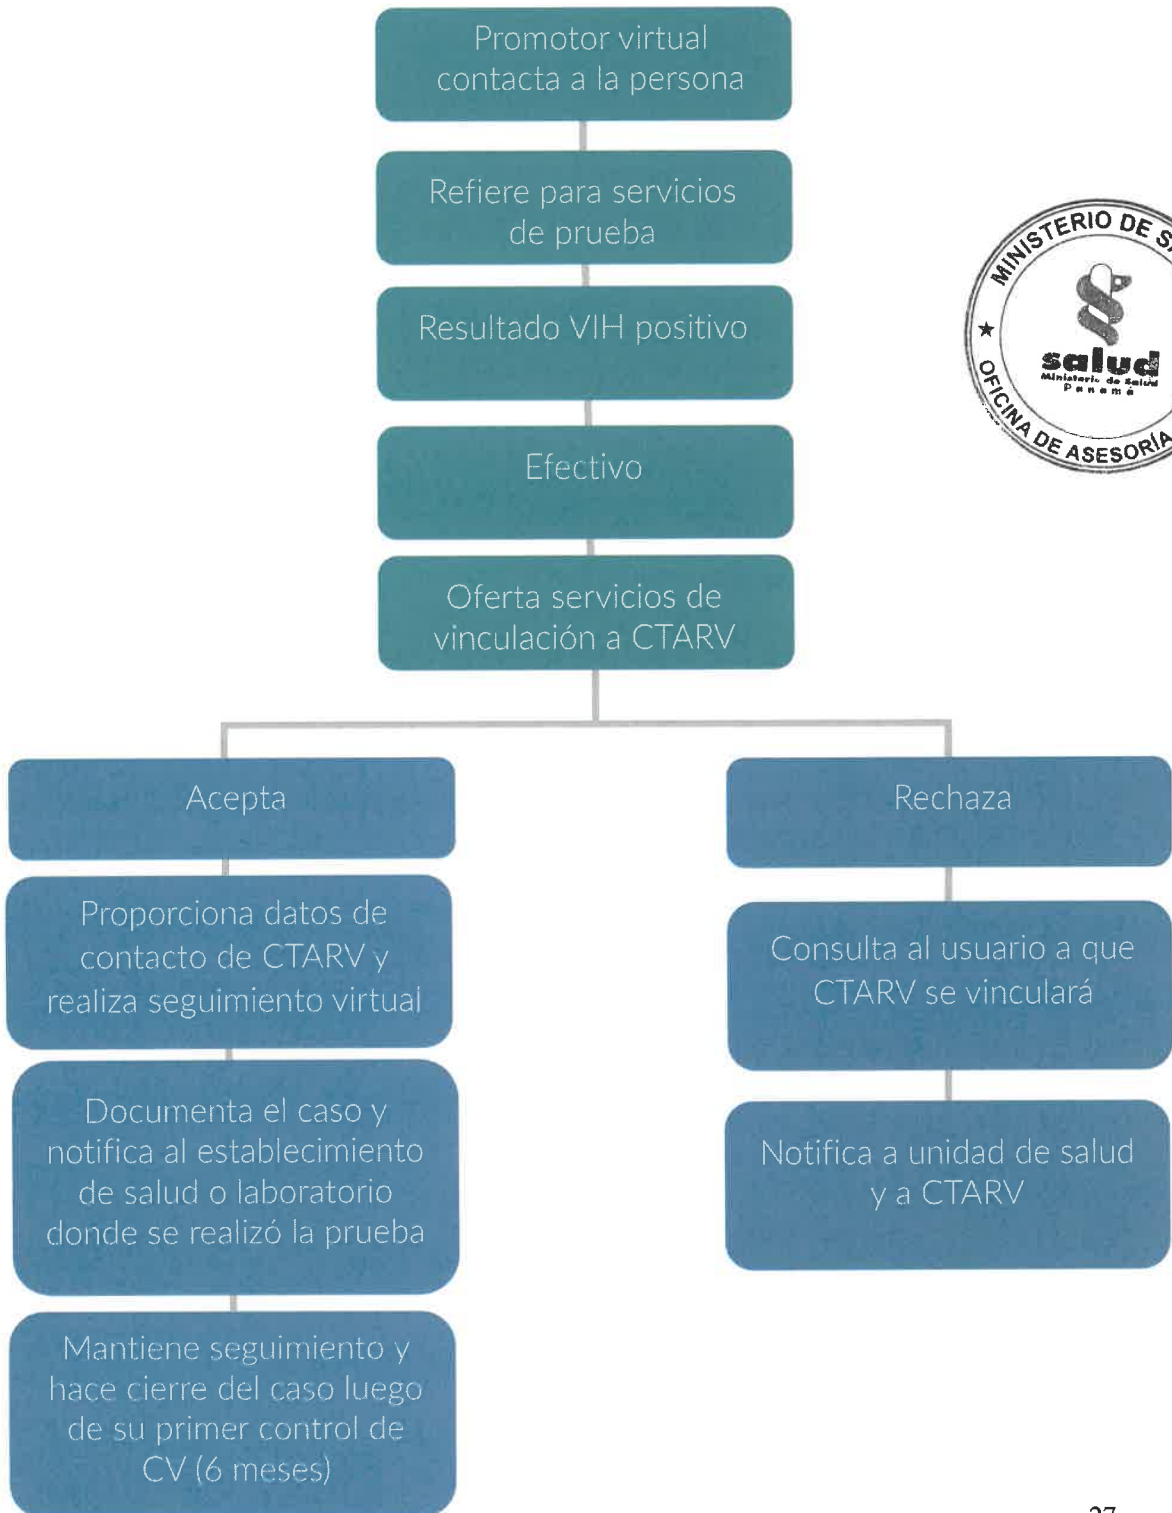 Promotor virtual
contacta a la persona
Refiere para servicios
de prueba
Resultado VIH positivo
Efectivo
Oferta servicios de
vinculación a CTARV
MINISTERIO DE
salud
Ministerio de Salud
Panamá
★ OFICINA DE ASESORÍA
Acepta
Proporciona datos de
contacto de CTARV y
realiza seguimiento virtual
Documenta el caso y
notifica al establecimiento
de salud o laboratorio
donde se realizó la prueba
Mantiene seguimiento y
hace cierre del caso luego
de su primer control de
CV (6 meses)
Rechaza
Consulta al usuario a que
CTARV se vinculará
Notifica a unidad de salud
y a CTARV